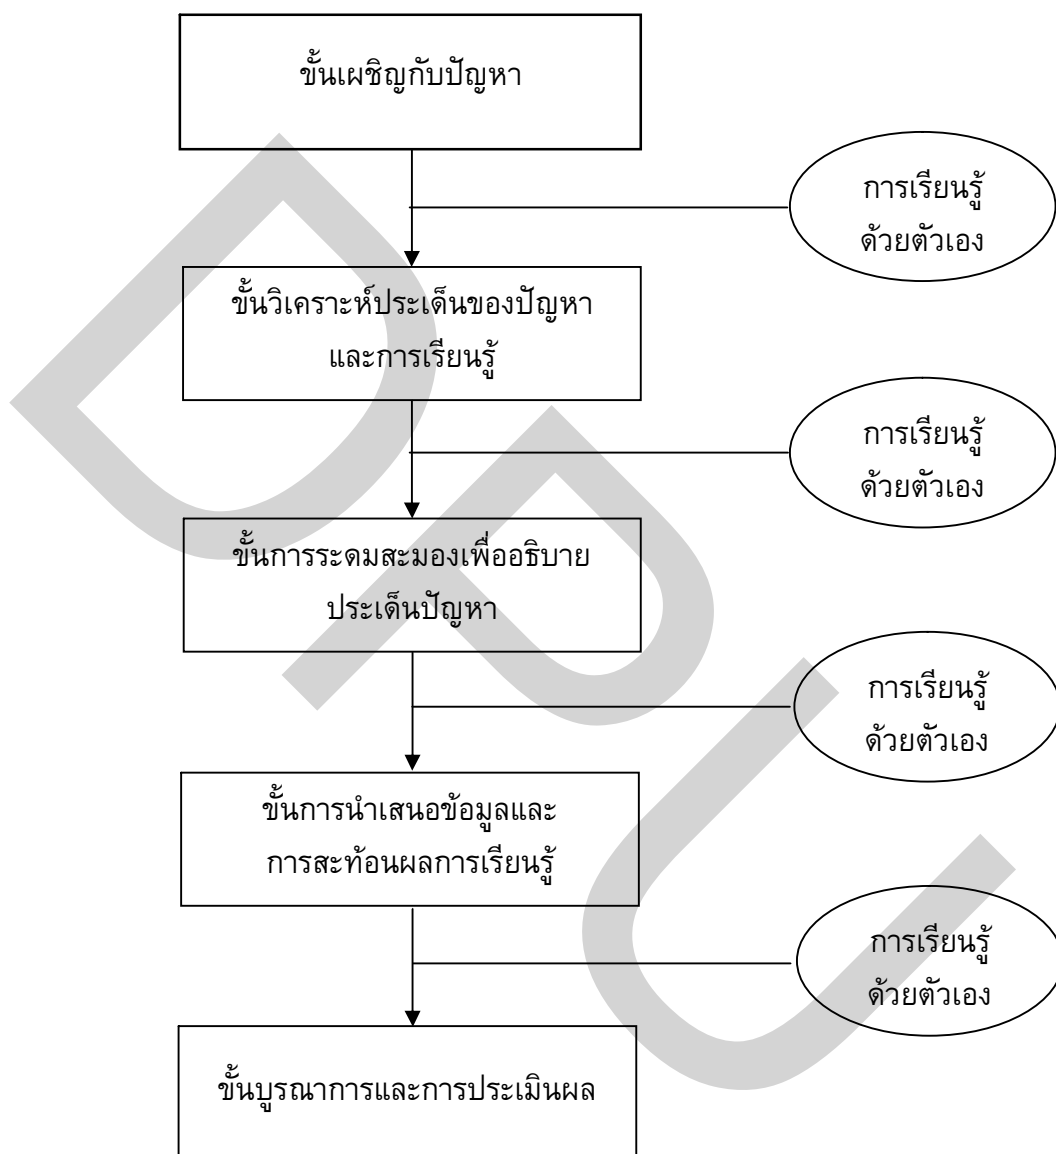 ขั้นเผชิญกับปัญหา
การเรียนรู้
ด้วยตัวเอง
ขั้นวิเคราะห์ประเด็นของปัญหา
และการเรียนรู้
การเรียนรู้
ด้วยตัวเอง
ขั้นการระดมสะมองเพื่ออธิบาย
ประเด็นปัญหา
การเรียนรู้
ด้วยตัวเอง
ขั้นการนำเสนอข้อมูลและ
การสะท้อนผลการเรียนรู้
การเรียนรู้
ด้วยตัวเอง
ขั้นบูรณาการและการประเมินผล
DPU